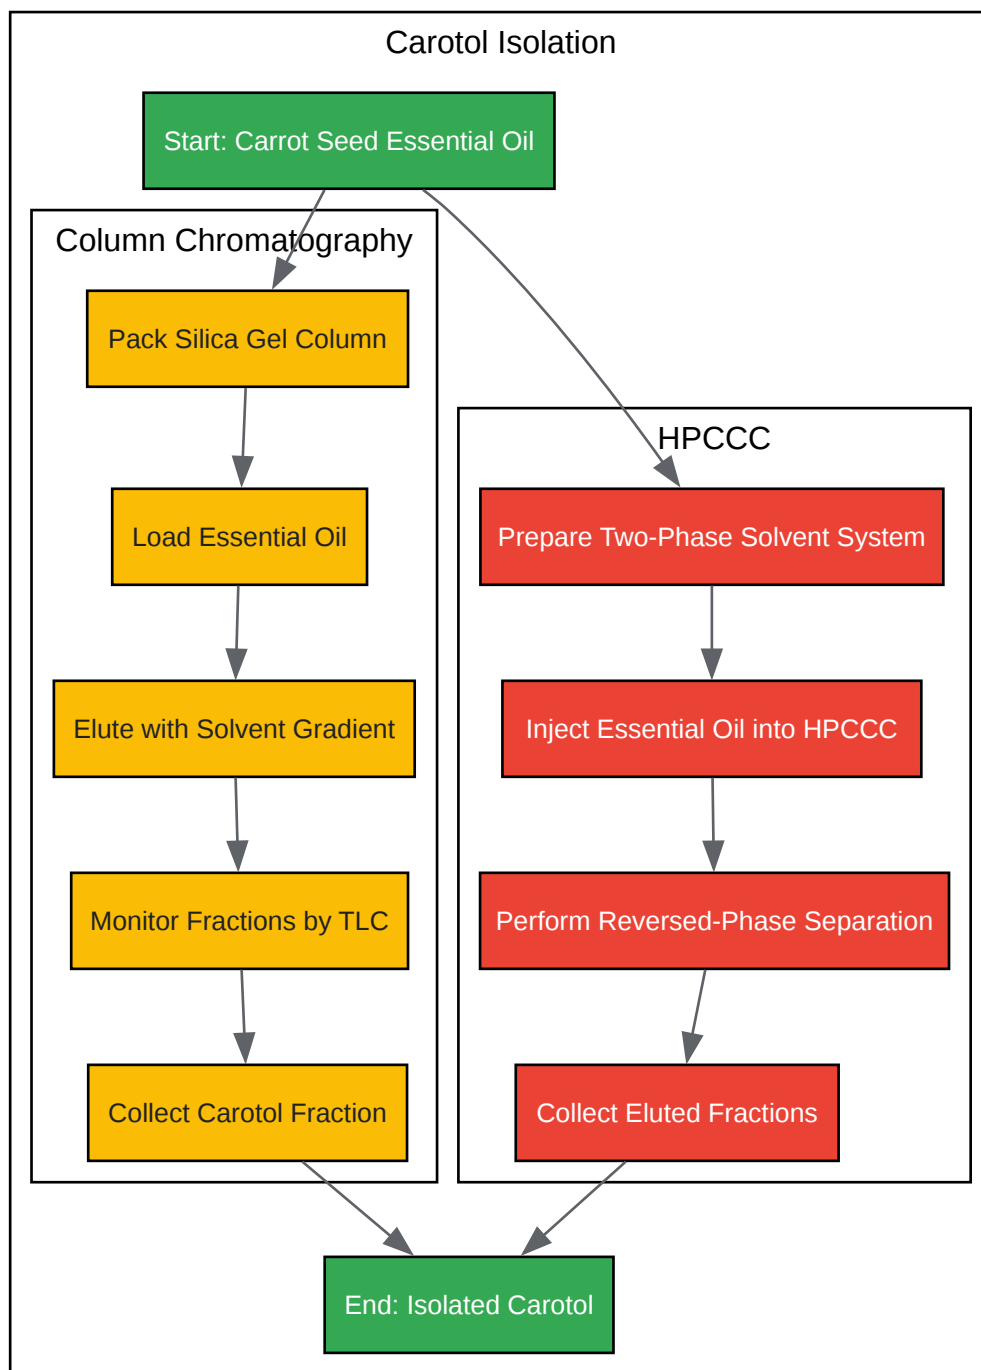 Carotol Isolation
Start: Carrot Seed Essential Oil
Column Chromatography
Pack Silica Gel Column
Load Essential Oil
Elute with Solvent Gradient
Monitor Fractions by TLC
Collect Carotol Fraction
HPCCC
Prepare Two-Phase Solvent System
Inject Essential Oil into HPCCC
Perform Reversed-Phase Separation
Collect Eluted Fractions
End: Isolated Carotol